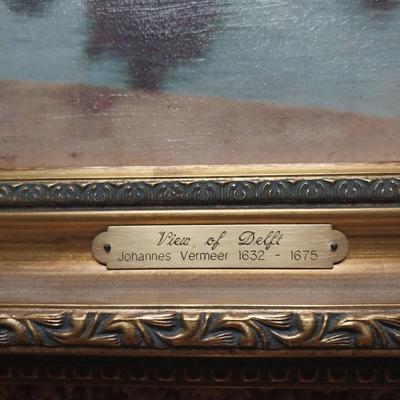 View of Delft
Johannes Vermeer 1632 - 1675